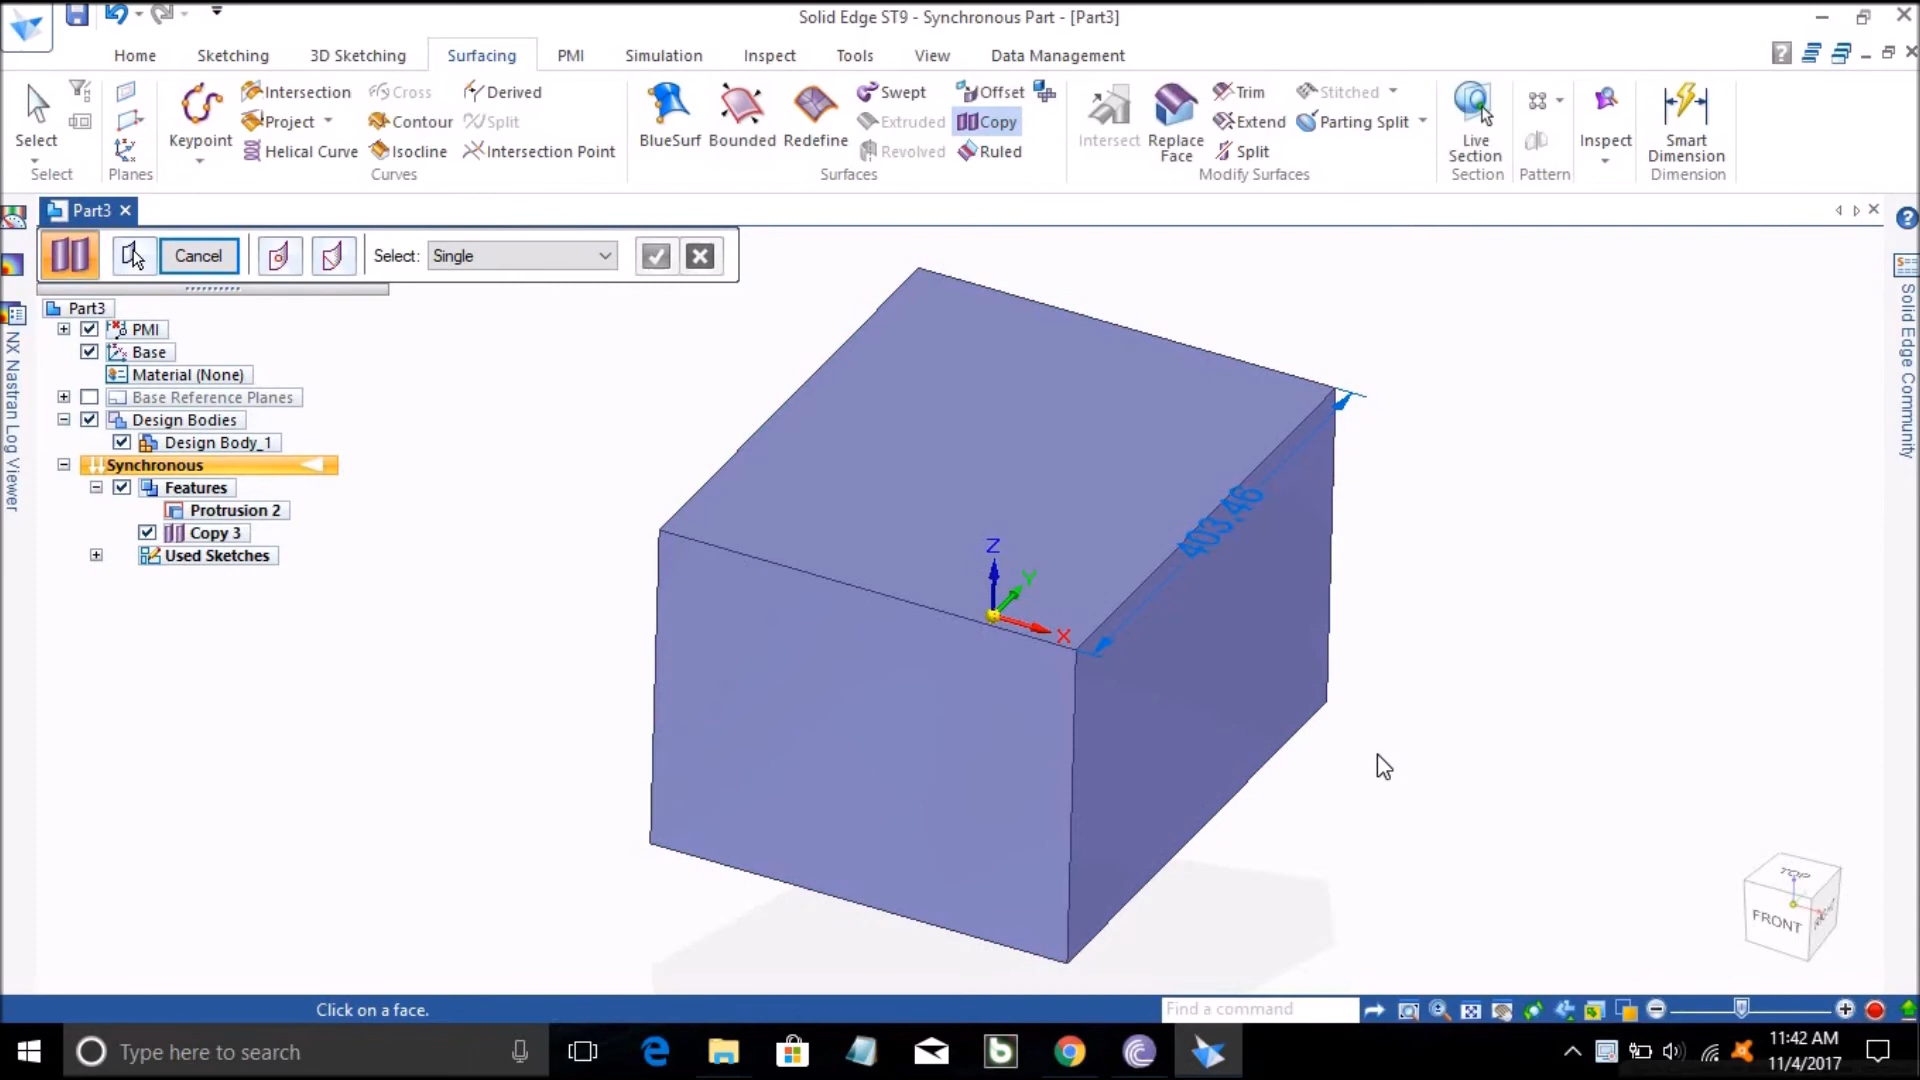 Solid Edge ST9 - Synchronous Part - [Part3]
Home Sketching 3D Sketching Surfacing PMI Simulation Inspect Tools View Data Management
Select
Select
Planes
Keypoint
Intersection
Project
Helical Curve
Cross
Contour
Isocline
Derived
Split
Intersection Point
Curves
BlueSurf
Bounded
Redefine
Swept
Extruded
Revolved
Offset
Copy
Ruled
Surfaces
Intersect
Replace
Face
Trim
Extend
Split
Stitched
Parting Split
Modify Surfaces
Live
Section
Section
Pattern
Inspect
Smart
Dimension
Dimension
Part3
Cancel
Select:
Single
Part3
PMI
Base
Material (None)
Base Reference Planes
Design Bodies
Design Body_1
Synchronous
Features
Protrusion 2
Copy 3
Used Sketches
NX Nastran Log Viewer
Solid Edge Community
403.46
Z
Y
X
TOP
FRONT
Click on a face.
Find a command
Type here to search
11:42 AM
11/4/2017